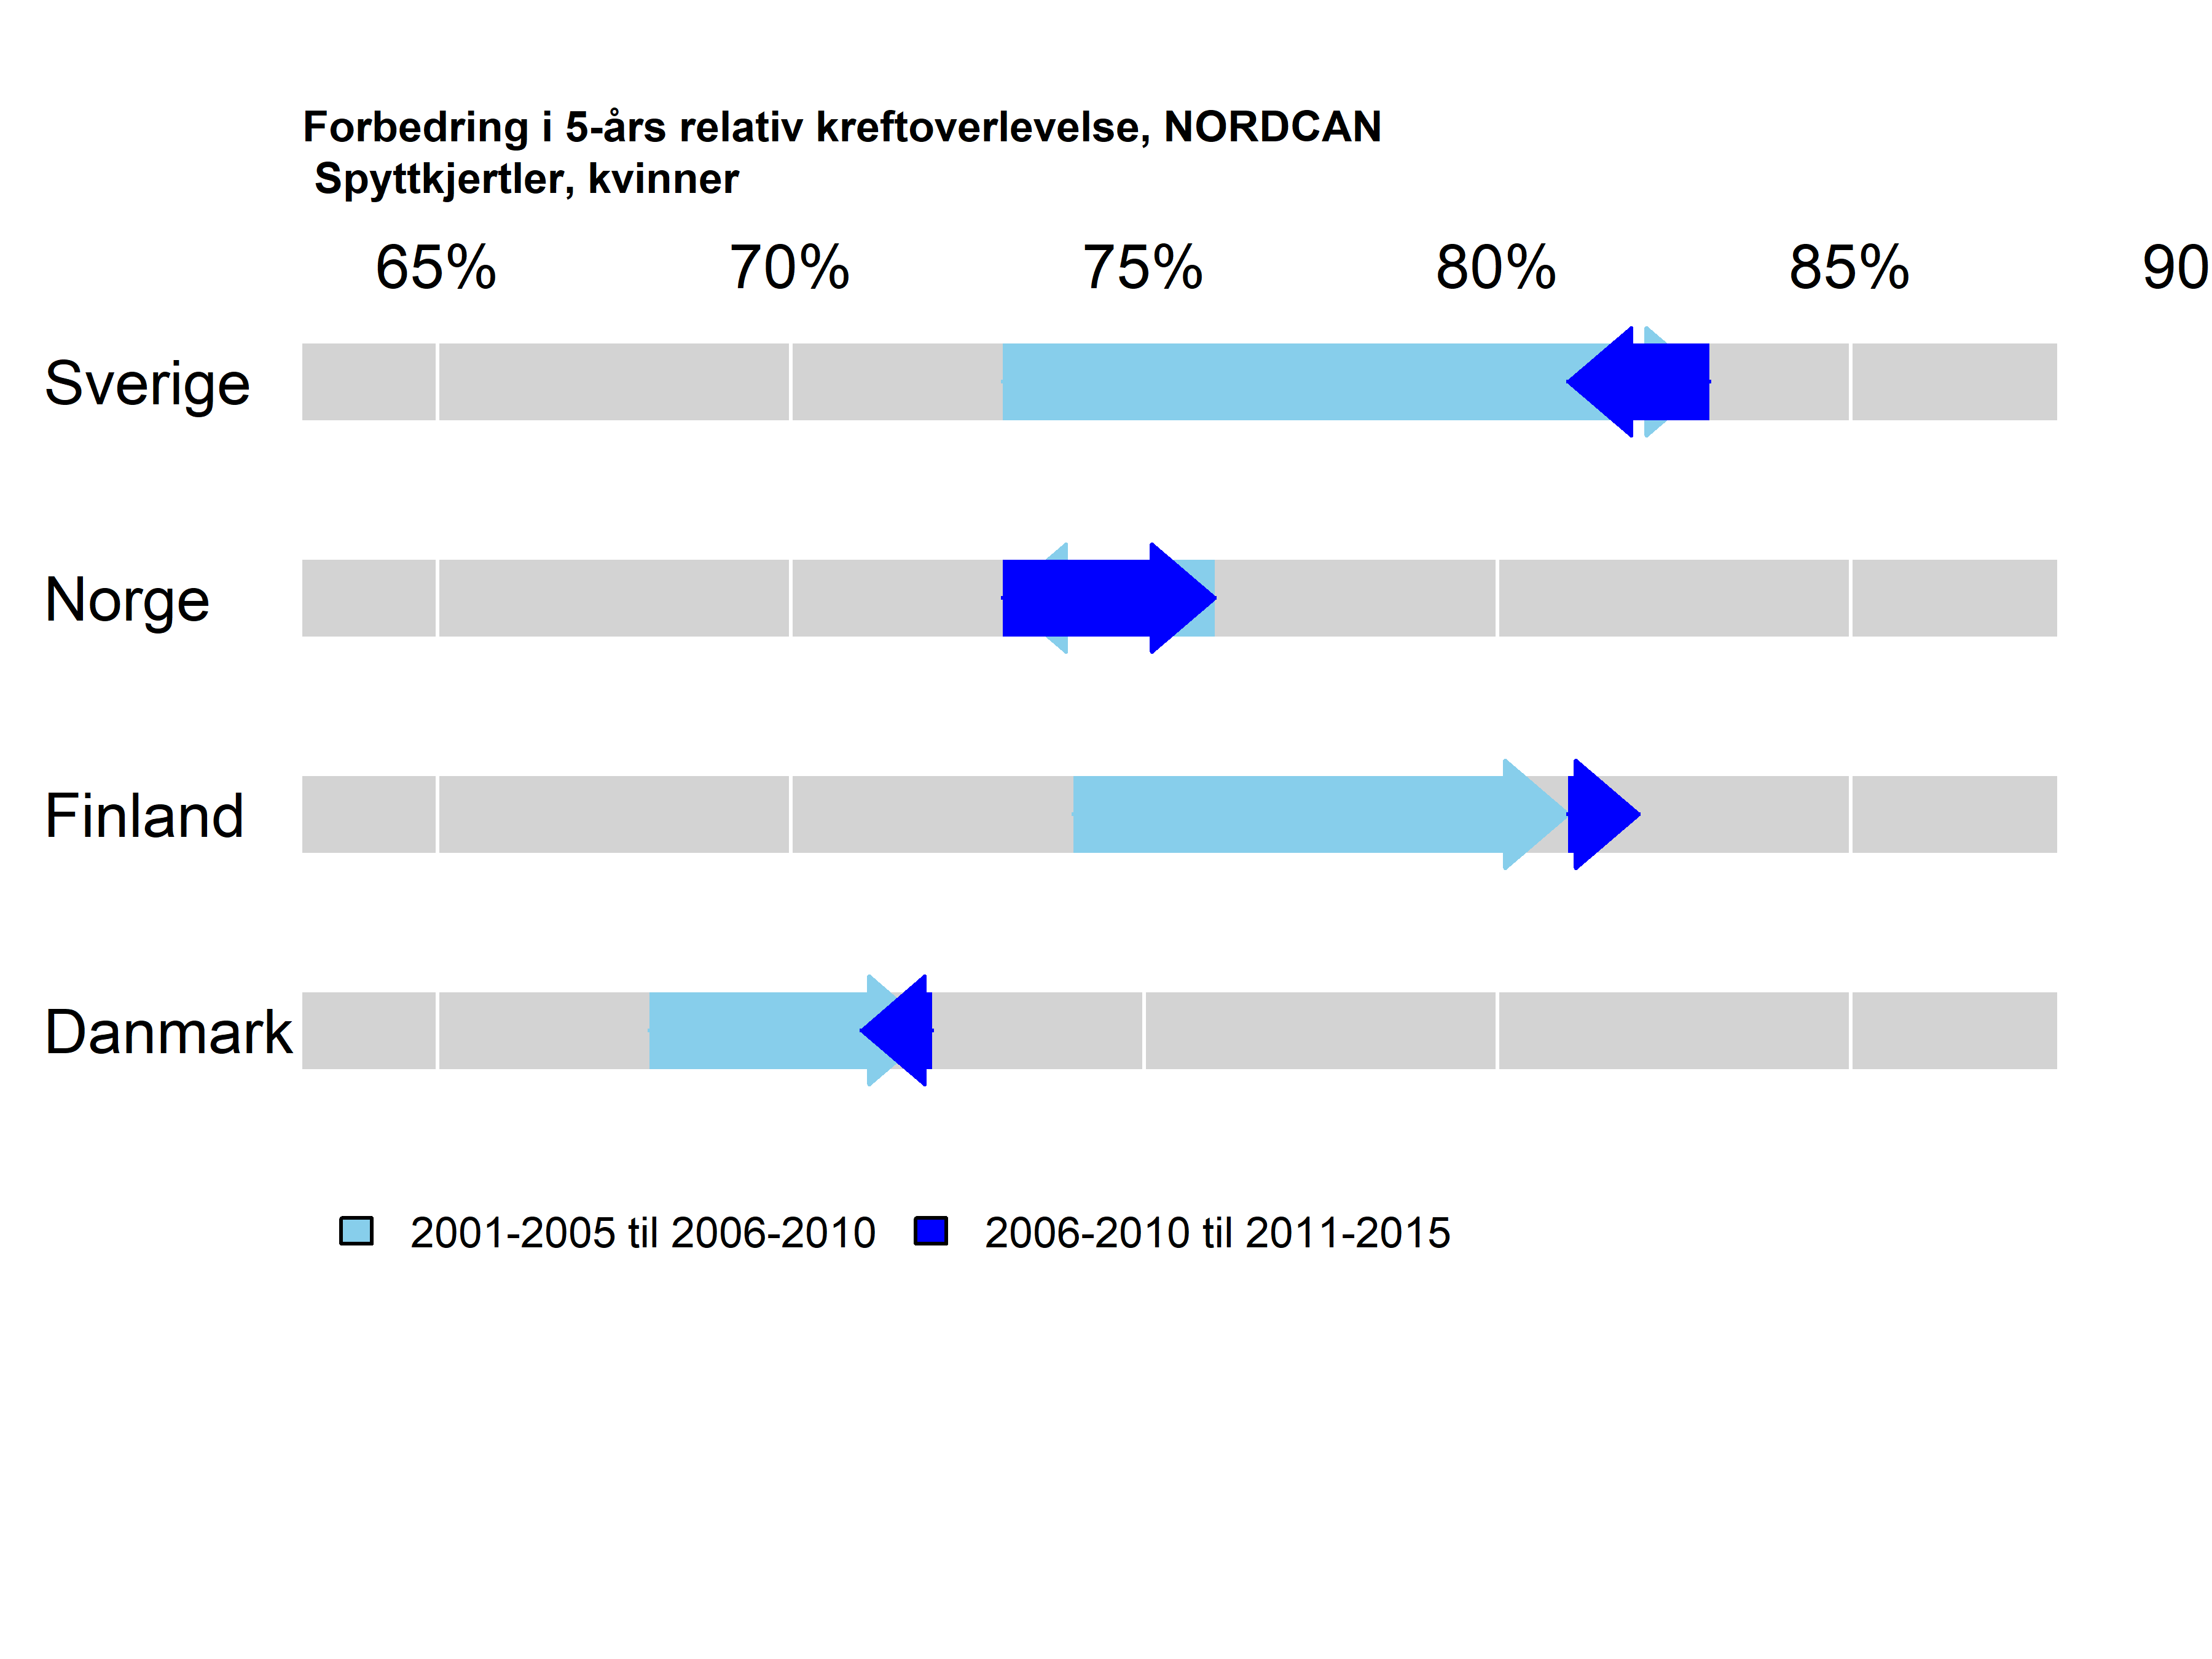 Forbedring i 5-års relativ kreftoverlevelse, NORDCAN
Spyttkjertler, kvinner
65% 70% 75% 80% 85% 90
Sverige
Norge
Finland
Danmark
2001-2005 til 2006-2010 2006-2010 til 2011-2015